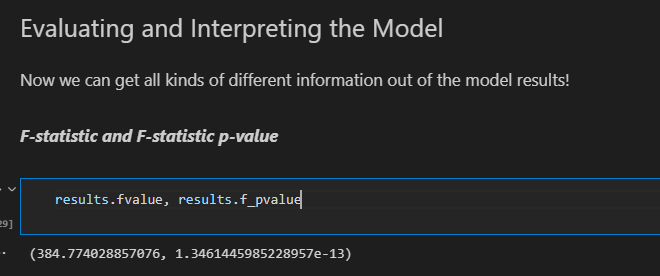 Evaluating and Interpreting the Model
Now we can get all kinds of different information out of the model results!
F-statistic and F-statistic p-value
results.fvalue, results.f_pvalue
29]
(384.774028857076, 1.3461445985228957e-13)